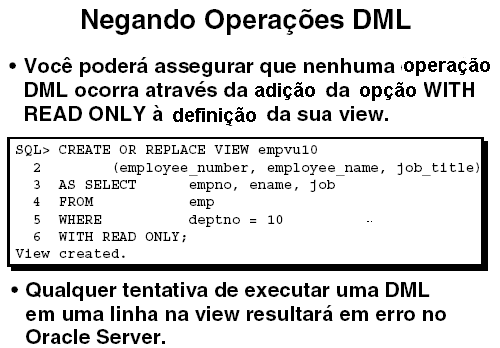 Negando Operações DML
• Você poderá assegurar que nenhuma operação
DML ocorra através da adição da opção WITH
READ ONLY à definição da sua view.
SQL> CREATE OR REPLACE VIEW empvu10
2 (employee_number, employee_name, job_title)
3 AS SELECT empno, ename, job
4 FROM emp
5 WHERE deptno = 10
6 WITH READ ONLY;
View created.
• Qualquer tentativa de executar uma DML
em uma linha na view resultará em erro no
Oracle Server.